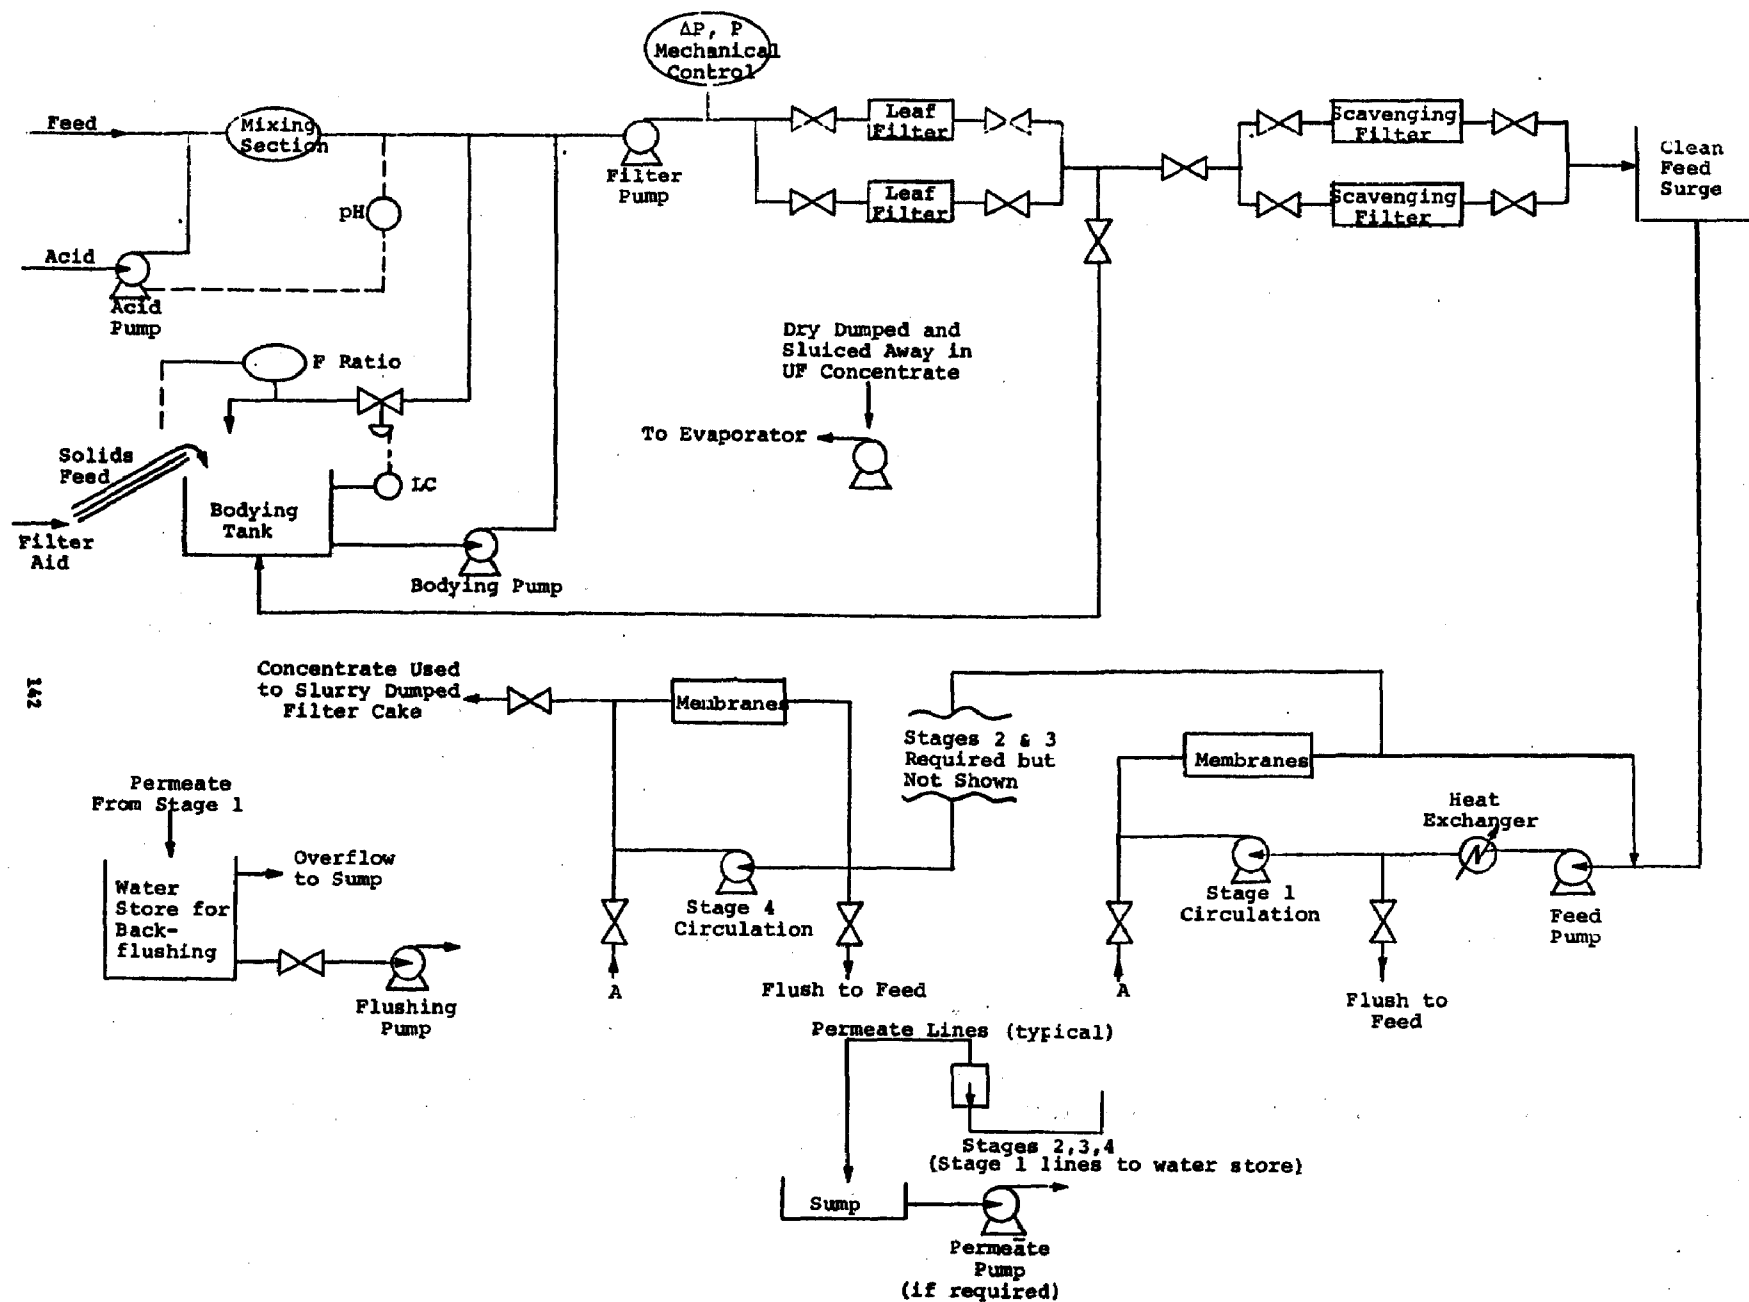 ΔP, P
Mechanical
Control
Feed
Mixing
Section
Leaf
Filter
Scavenging
Filter
Clean
Feed
Surge
Filter
Pump
pH
Leaf
Filter
Scavenging
Filter
Acid
Acid
Pump
F Ratio
Dry Dumped and
Sluiced Away in
UF Concentrate
To Evaporator
Solids
Feed
LC
Bodying
Tank
Filter
Aid
Bodying Pump
142
Concentrate Used
to Slurry Dumped
Filter Cake
Membranes
Stages 2 & 3
Required but
Not Shown
Membranes
Heat
Exchanger
Permeate
From Stage 1
Overflow
to Sump
Water
Store for
Back-
flushing
Stage 4
Circulation
Stage 1
Circulation
Feed
Pump
Flushing
Pump
A
Flush to Feed
A
Flush to
Feed
Permeate Lines (typical)
Stages 2,3,4
(Stage 1 lines to water store)
Sump
Permeate
Pump
(if required)